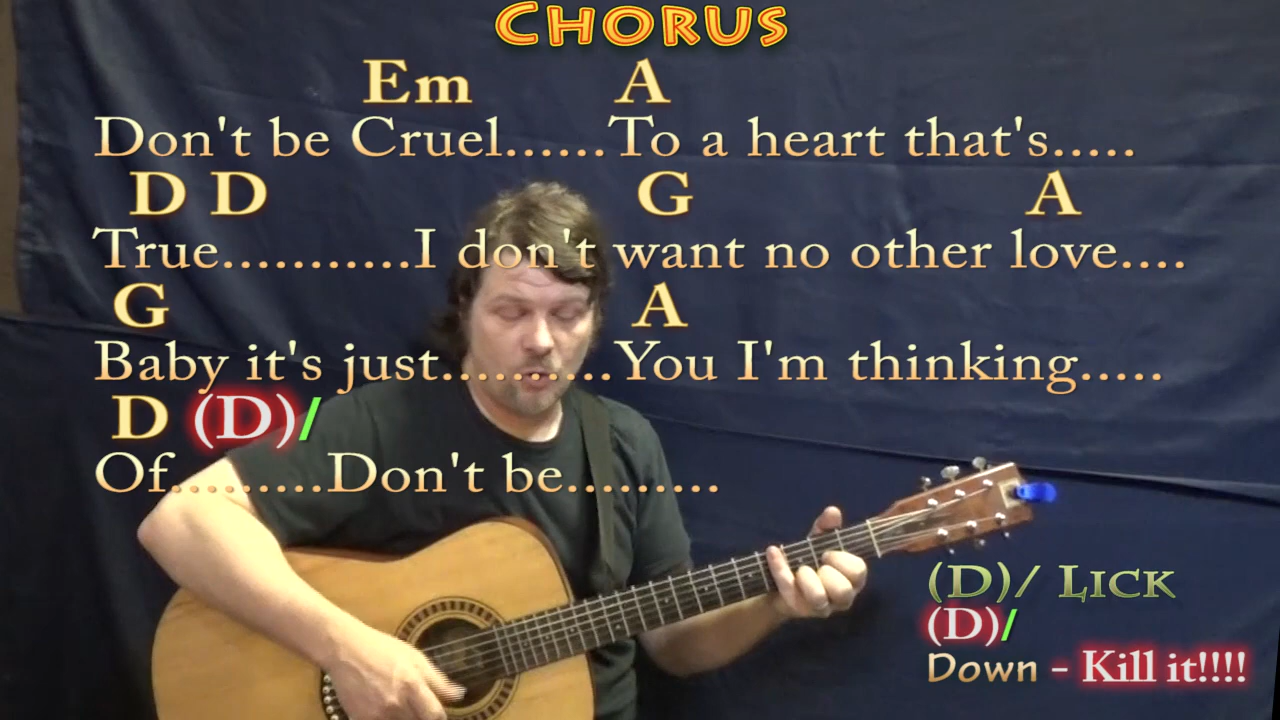 CHORUS
Em A
Don't be Cruel......To a heart that's.....
D D G A
True...........I don't want no other love....
G A
Baby it's just..........You I'm thinking.....
D (D)/
Of.........Don't be.........
(D)/ LICK
(D)/
Down - Kill it!!!!